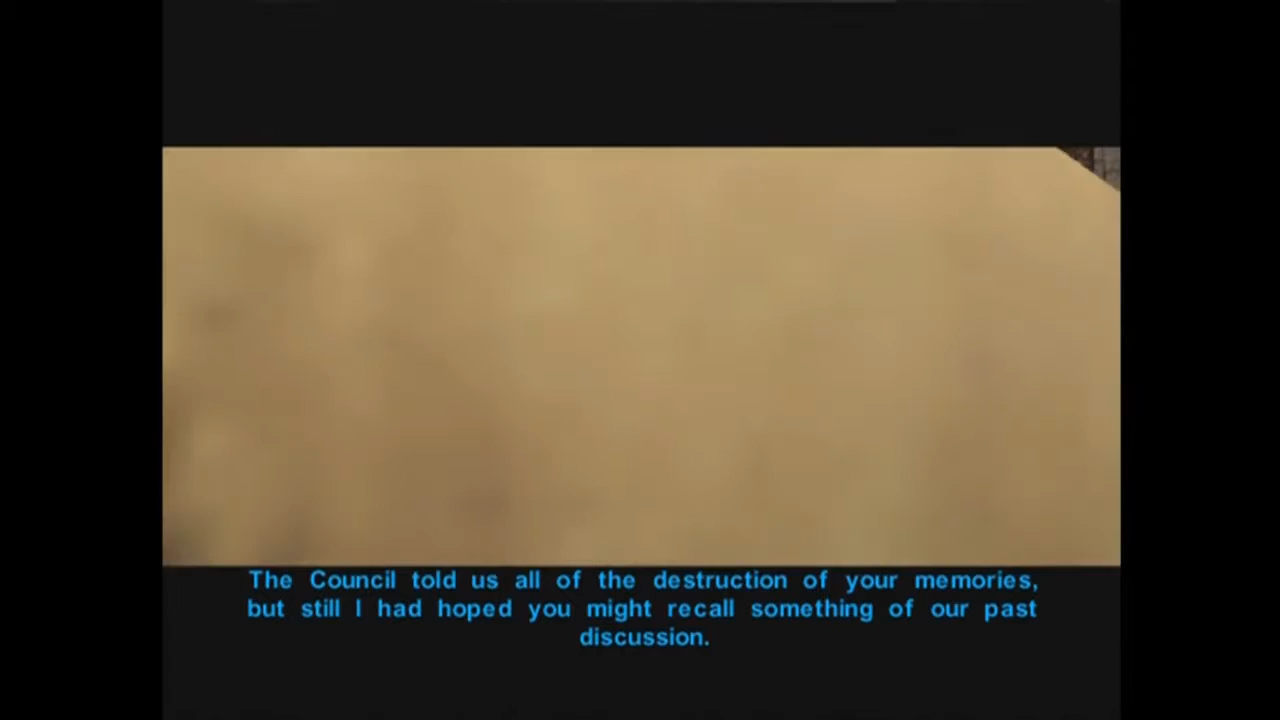 The Council told us all of the destruction of your memories,
but still I had hoped you might recall something of our past
discussion.